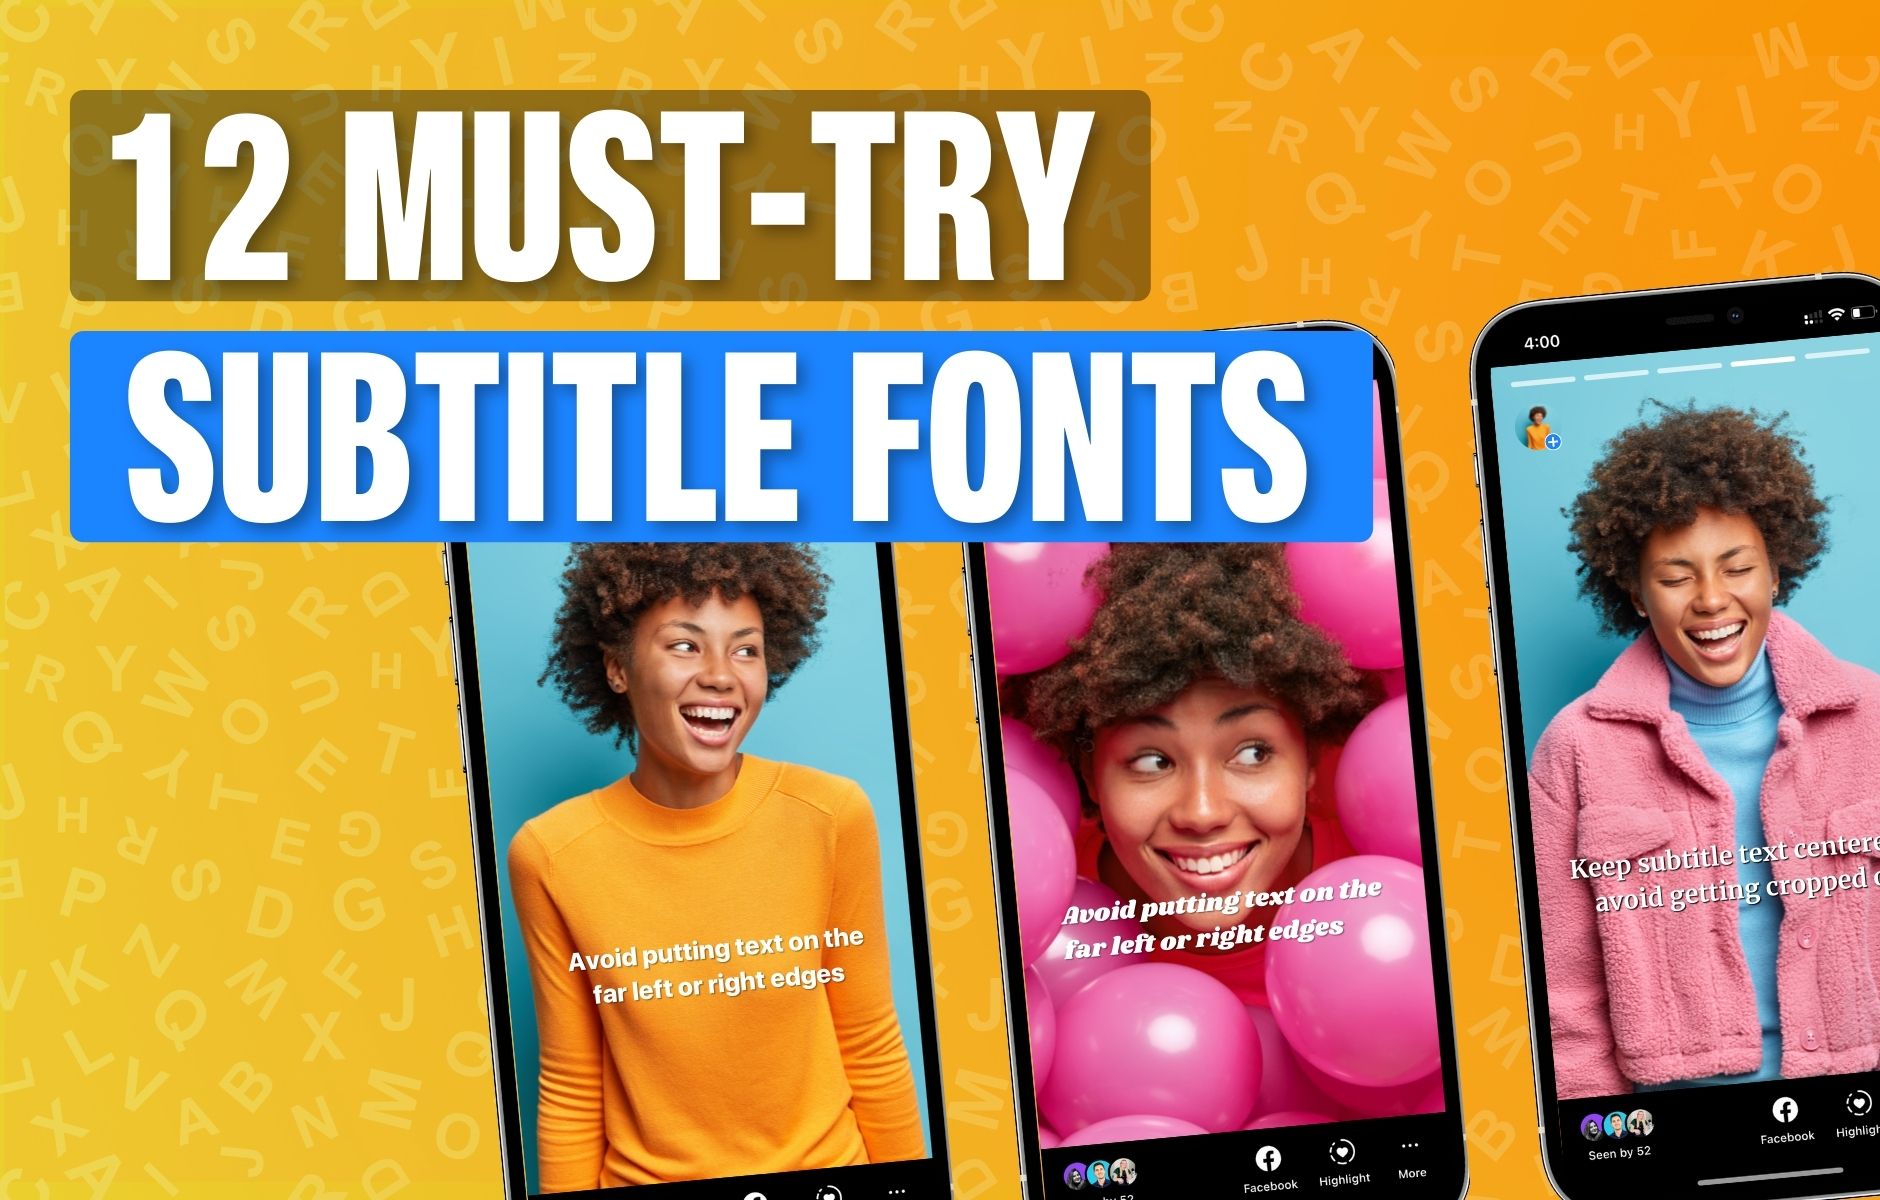 12 MUST-TRY
SUBTITLE FONTS
Avoid putting text on the
far left or right edges
Avoid putting text on the
far left or right edges
Facebook
Highlight
More
4:00
Keep subtitle text
avoid getting cropped
Seen by 52
Facebook